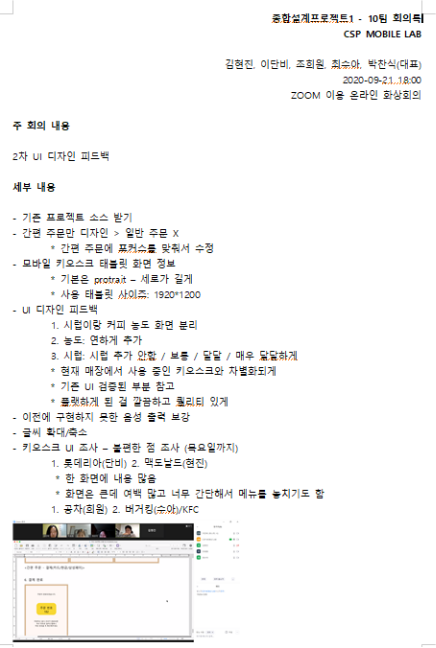 종합설계프로젝트1 - 10팀 회의록
CSP MOBILE LAB
김현진, 이단비, 조희원, 최수아, 박찬식(대표)
2020-09-21, 18:00
ZOOM 이용 온라인 화상회의
주 회의 내용
2차 UI 디자인 피드백
세부 내용
- 기존 프로젝트 소스 받기
- 간편 주문만 디자인 > 일반 주문 X
* 간편 주문에 포커스를 맞춰서 수정
- 모바일 키오스크 태블릿 화면 정보
* 기본은 protrait – 세로가 길게
* 사용 태블릿 사이즈: 1920*1200
- UI 디자인 피드백
1. 시럽이랑 커피 농도 화면 분리
2. 농도: 연하게 추가
3. 시럽: 시럽 추가 안함 / 보통 / 달달 / 매우 달달하게
* 현재 매장에서 사용 중인 키오스크와 차별화되게
* 기존 UI 검증된 부분 참고
* 플랫하게 된 걸 깔끔하고 퀄리티 있게
- 이전에 구현하지 못한 음성 출력 보강
- 글씨 확대/축소
- 키오스크 UI 조사 – 불편한 점 조사 (목요일까지)
1. 롯데리아(단비) 2. 맥도날드(현진)
* 한 화면에 내용 많음
* 화면은 큰데 여백 많고 너무 간단해서 메뉴를 놓치기도 함
1. 공차(희원) 2. 버거킹(수아)/KFC